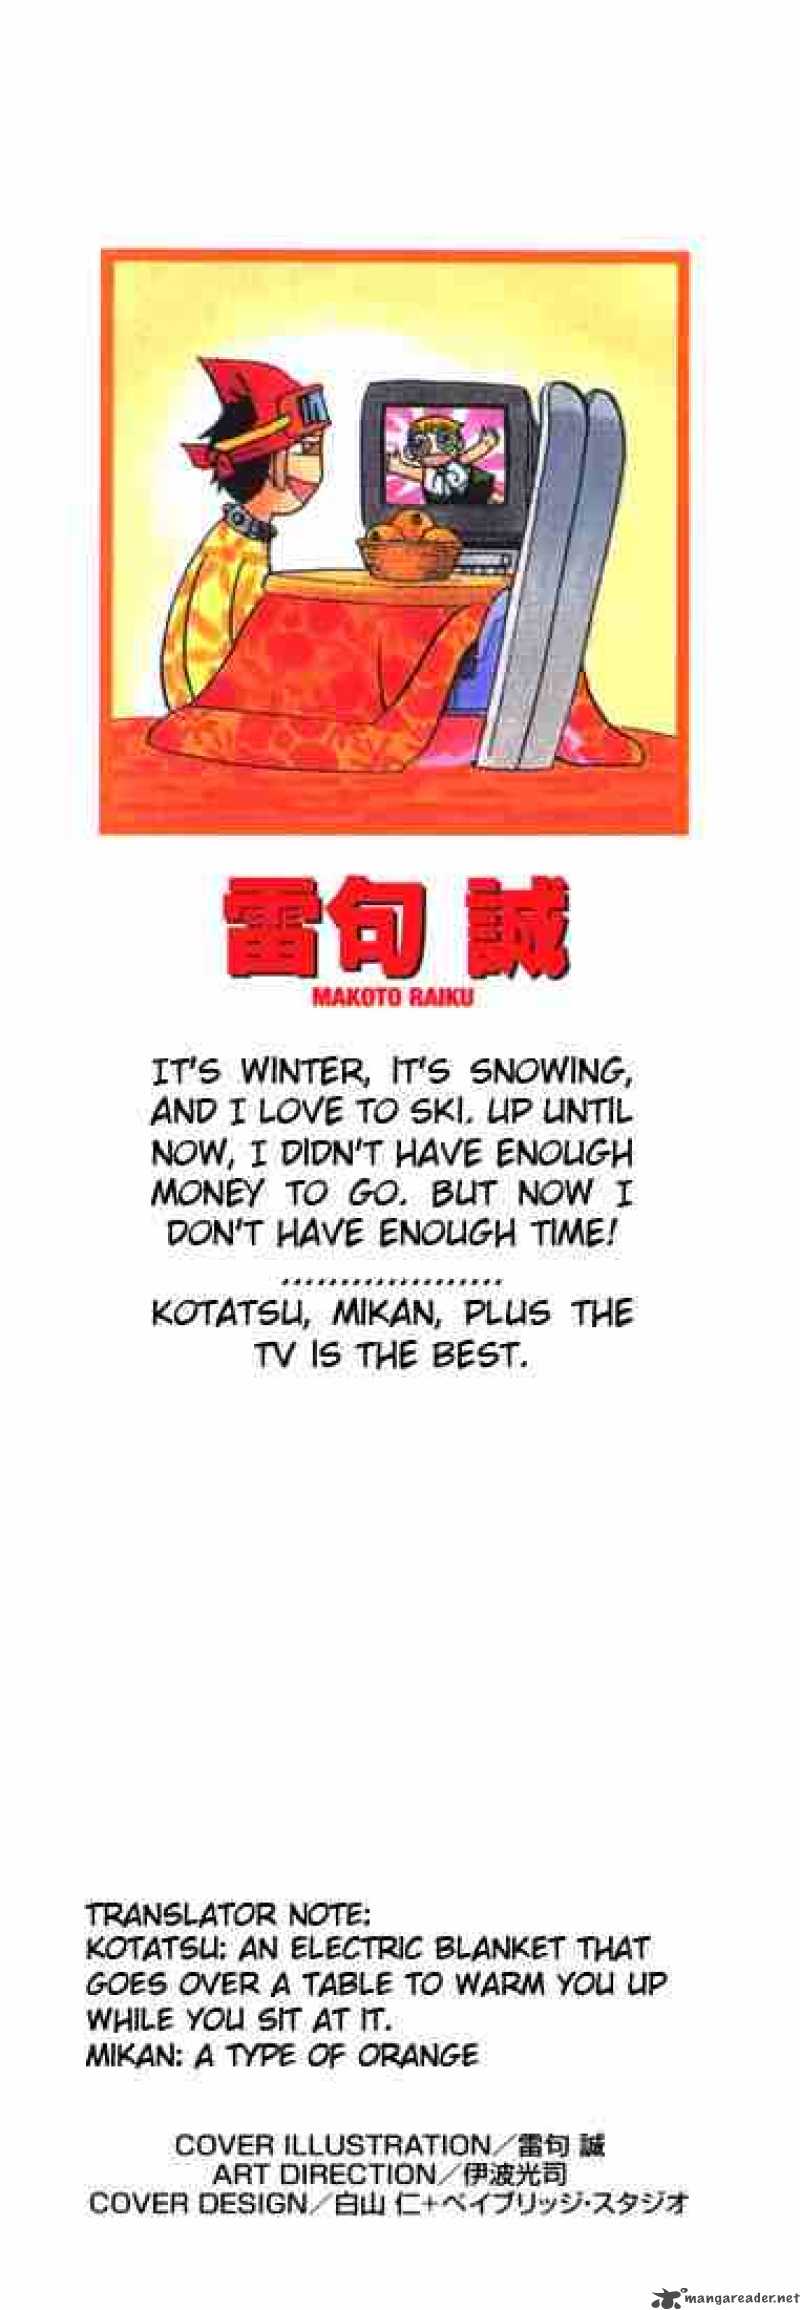 雷句 誠
MAKOTO RAIKU
IT'S WINTER, IT'S SNOWING,
AND I LOVE TO SKI. UP UNTIL
NOW, I DIDN'T HAVE ENOUGH
MONEY TO GO. BUT NOW I
DON'T HAVE ENOUGH TIME!
...................
KOTATSU, MIKAN, PLUS THE
TV IS THE BEST.
TRANSLATOR NOTE:
KOTATSU: AN ELECTRIC BLANKET THAT
GOES OVER A TABLE TO WARM YOU UP
WHILE YOU SIT AT IT.
MIKAN: A TYPE OF ORANGE
COVER ILLUSTRATION／雷句 誠
ART DIRECTION／伊波光司
COVER DESIGN／白山 仁+ベイブリッジ・スタジオ
mangareader.net